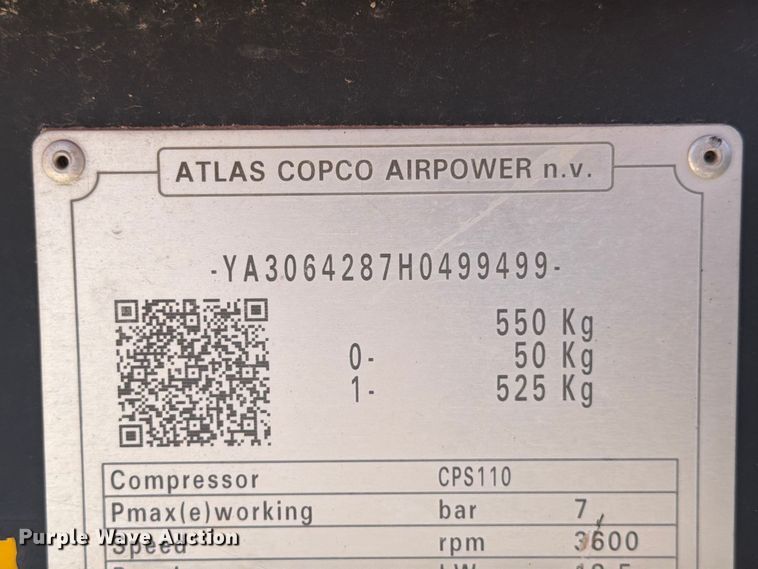 ATLAS COPCO AIRPOWER n.v.
-YA3064287H0499499-
550 Kg
0- 50 Kg
1- 525 Kg
Compressor CPS110
Pmax(e)working bar 7
Speed rpm 3600
Purple Wave Auction